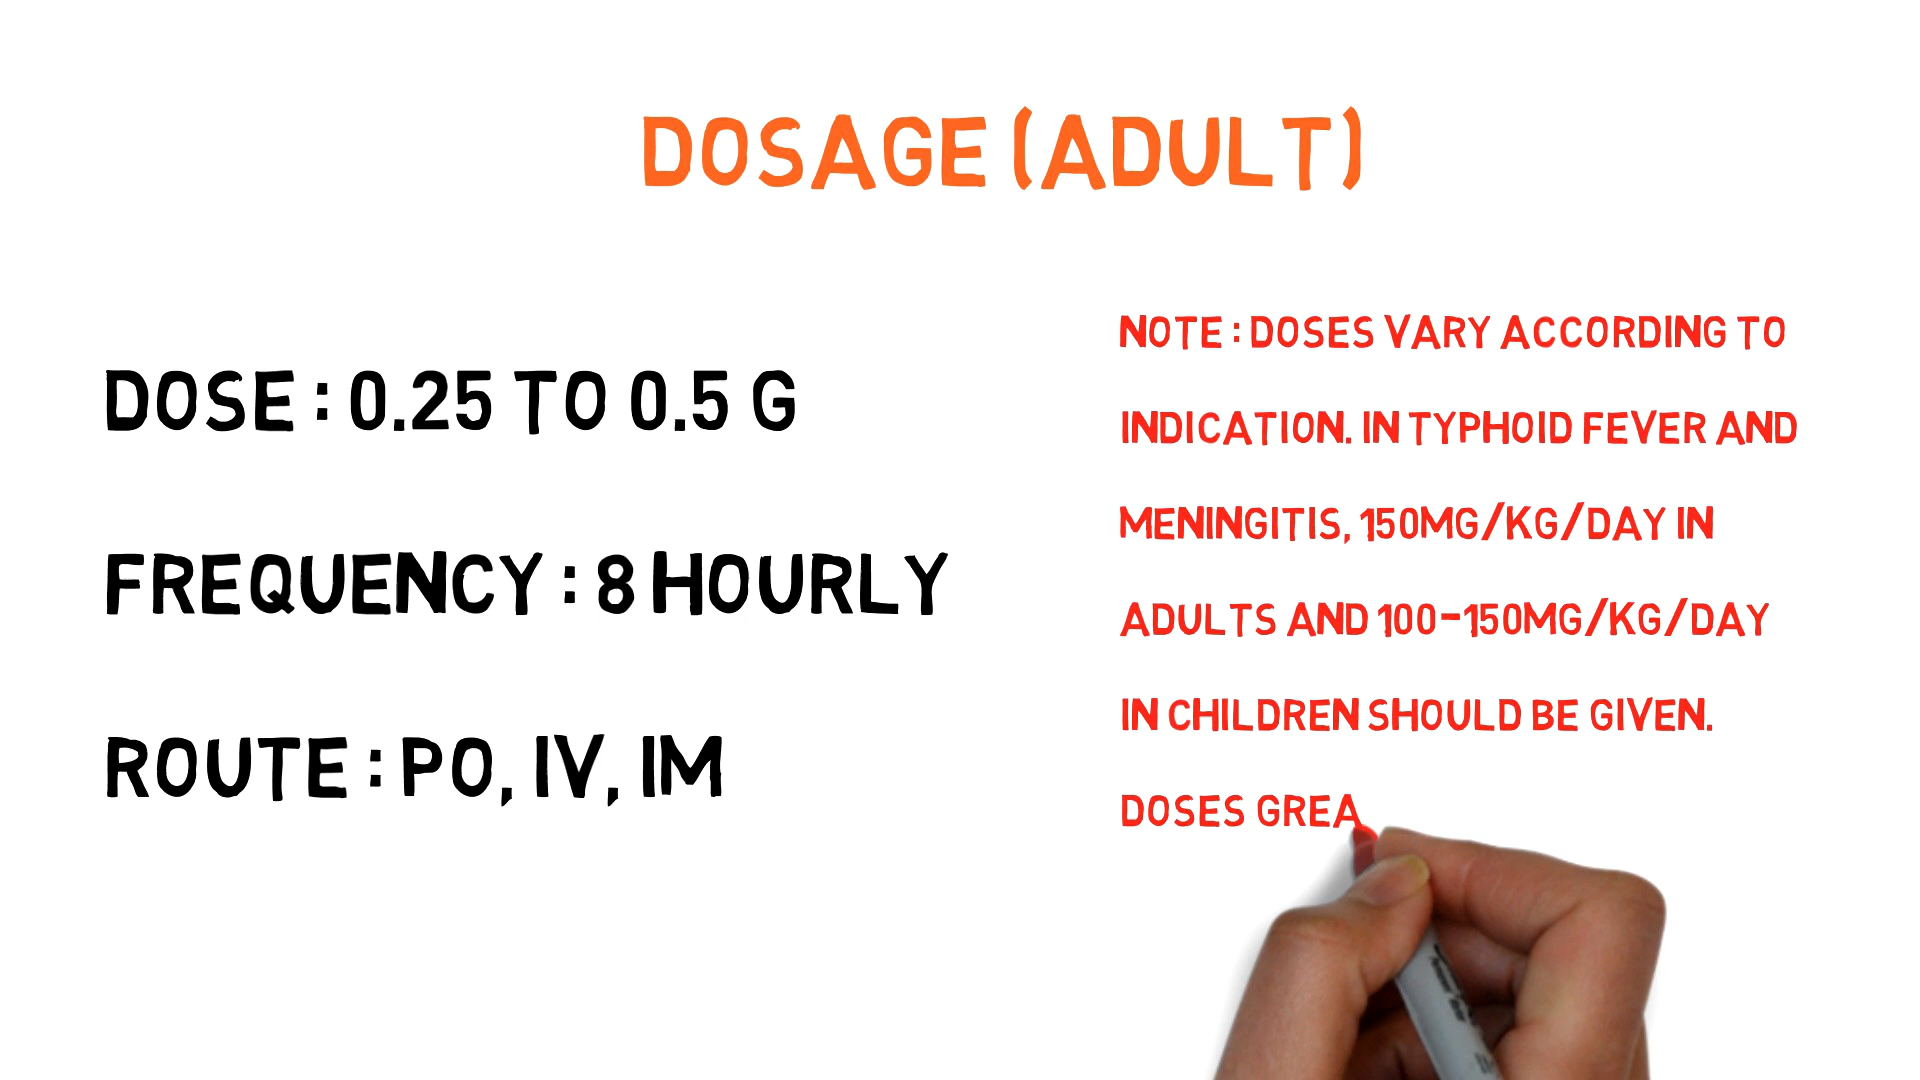 DOSAGE (ADULT)
DOSE : 0.25 TO 0.5 G
FREQUENCY : 8 HOURLY
ROUTE : PO, IV, IM
NOTE : DOSES VARY ACCORDING TO
INDICATION. IN TYPHOID FEVER AND
MENINGITIS, 150MG/KG/DAY IN
ADULTS AND 100-150MG/KG/DAY
IN CHILDREN SHOULD BE GIVEN.
DOSES GREA